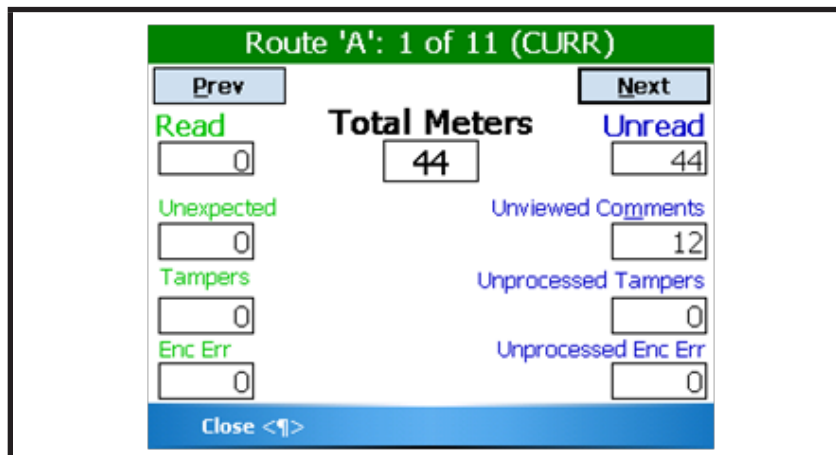 Route 'A': 1 of 11 (CURR)
Prev Next
Read Total Meters Unread
0 44 44
Unexpected Unviewed Comments
0 12
Tampers Unprocessed Tampers
0 0
Enc Err Unprocessed Enc Err
0 0
Close <¶>